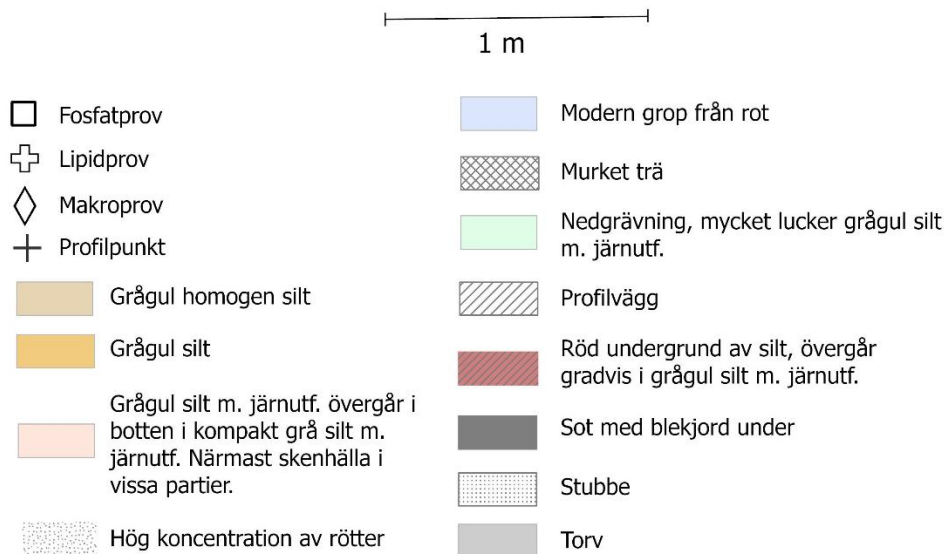 1 m
Fosfatprov
Lipidprov
Makroprov
Profilpunkt
Grågul homogen silt
Grågul silt
Grågul silt m. järnutf. övergår i
botten i kompakt grå silt m.
järnutf. Närmast skenhälla i
vissa partier.
Hög koncentration av rötter
Modern grop från rot
Murket trä
Nedgrävning, mycket lucker grågul silt
m. järnutf.
Profilvägg
Röd undergrund av silt, övergår
gradvis i grågul silt m. järnutf.
Sot med blekjord under
Stubbe
Torv